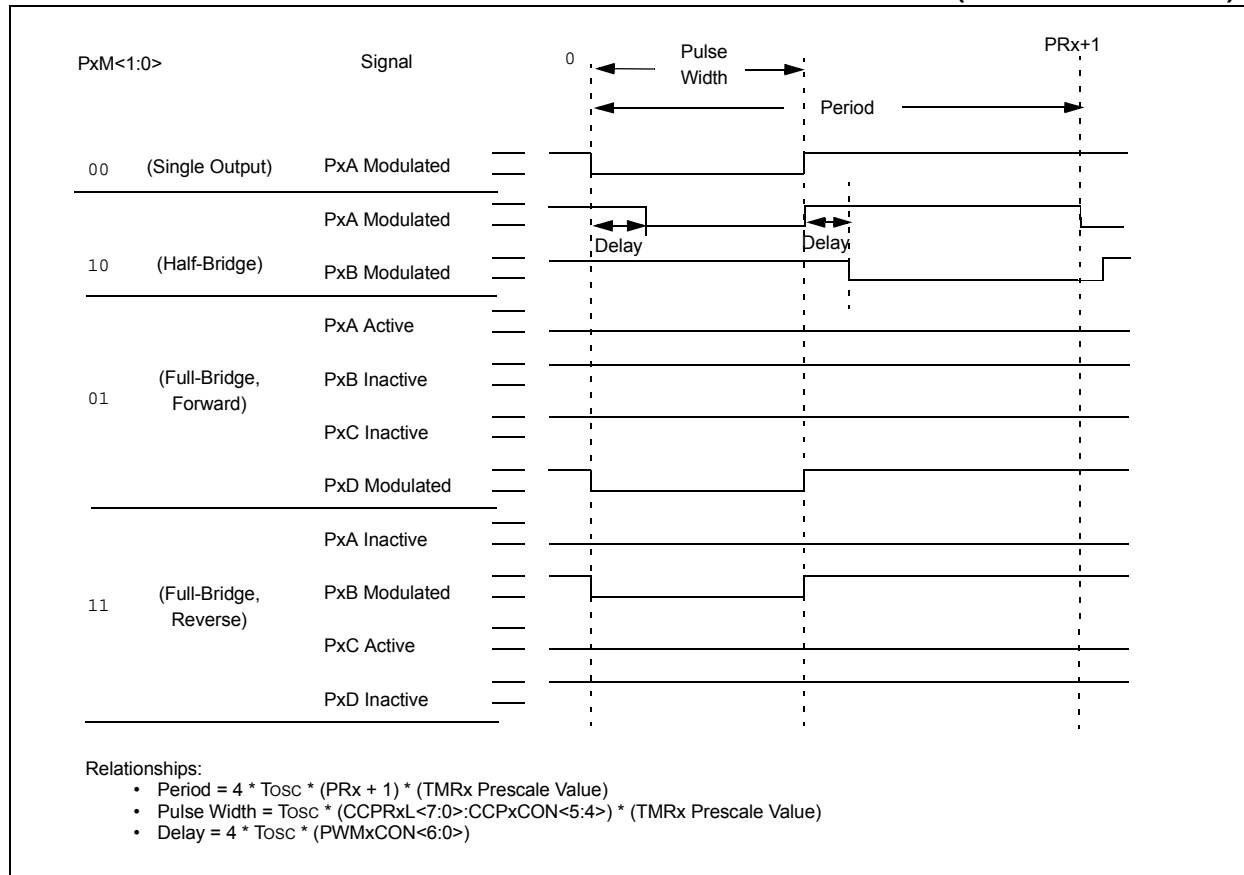 PxM<1:0>
Signal
0
Pulse
Width
PRx+1
Period
00
(Single Output)
PxA Modulated
PxA Modulated
Delay
Delay
10
(Half-Bridge)
PxB Modulated
PxA Active
(Full-Bridge,
Forward)
PxB Inactive
01
PxC Inactive
PxD Modulated
PxA Inactive
(Full-Bridge,
Reverse)
PxB Modulated
11
PxC Active
PxD Inactive
Relationships:
• Period = 4 * TOSC * (PRx + 1) * (TMRx Prescale Value)
• Pulse Width = TOSC * (CCPRxL<7:0>:CCPxCON<5:4>) * (TMRx Prescale Value)
• Delay = 4 * TOSC * (PWMxCON<6:0>)